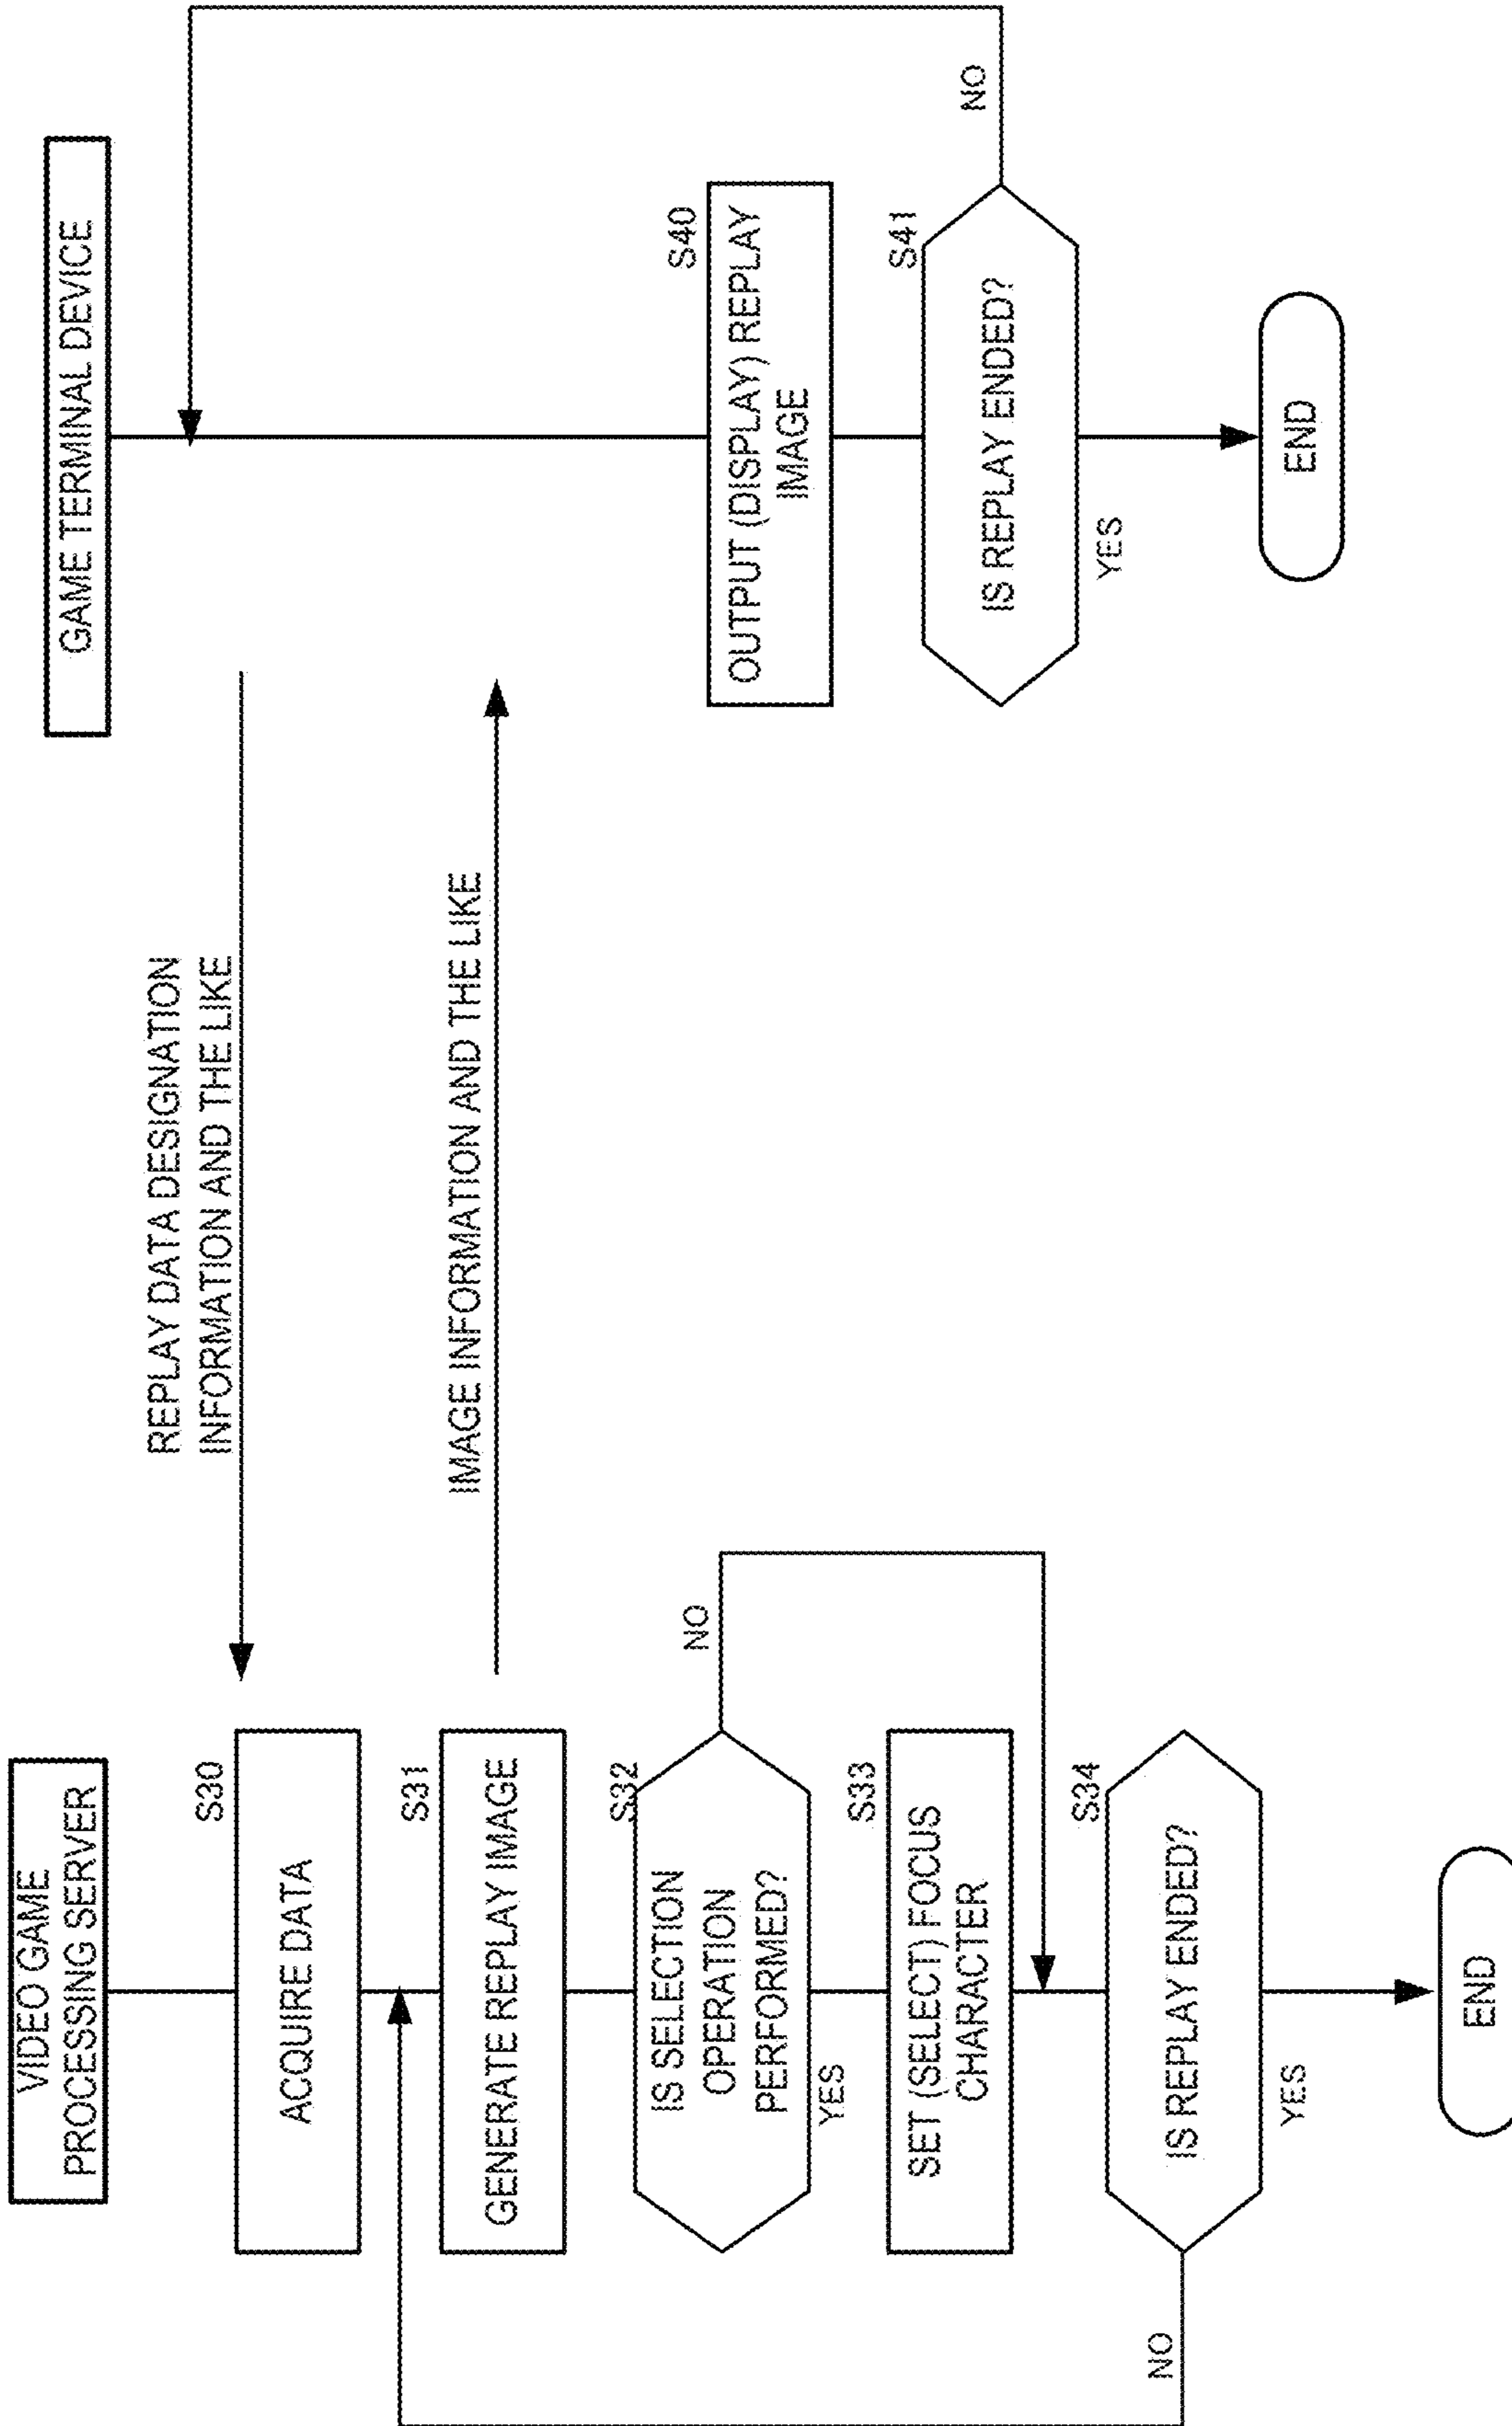 VIDEO GAME
PROCESSING SERVER
S30
ACQUIRE DATA
S31
GENERATE REPLAY IMAGE
S32
IS SELECTION
OPERATION
PERFORMED?
NO
YES
S33
SET (SELECT) FOCUS
CHARACTER
S34
IS REPLAY ENDED?
NO
YES
END
REPLAY DATA DESIGNATION
INFORMATION AND THE LIKE
IMAGE INFORMATION AND THE LIKE
GAME TERMINAL DEVICE
S40
OUTPUT (DISPLAY) REPLAY
IMAGE
S41
IS REPLAY ENDED?
NO
YES
END